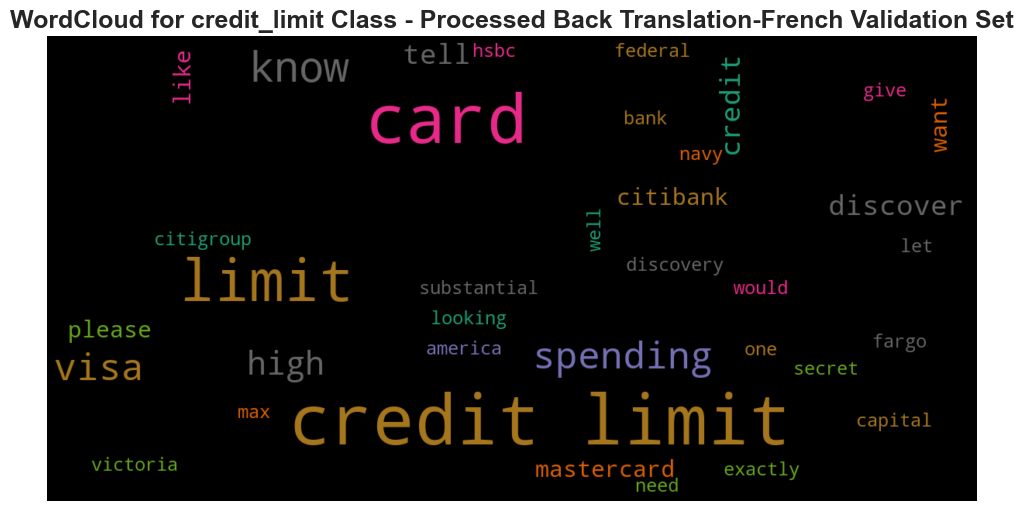 WordCloud for credit_limit Class - Processed Back Translation-French Validation Set
like
know
tell
hsbc
federal
credit
give
want
card
bank
navy
citibank
discover
well
citigroup
let
discovery
limit
substantial
would
looking
please
america
spending
one
fargo
visa
high
secret
max
credit limit
capital
victoria
mastercard
exactly
need